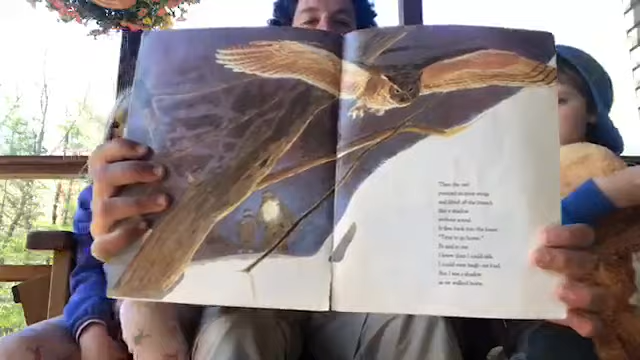 Then the owl
pumped its great wings
and lifted off the branch
like a shadow
without sound.
It flew back into the forest.
"Time to go home,"
Pa said to me.
I knew then I could talk,
I could even laugh out loud.
But I was a shadow
as we walked home.